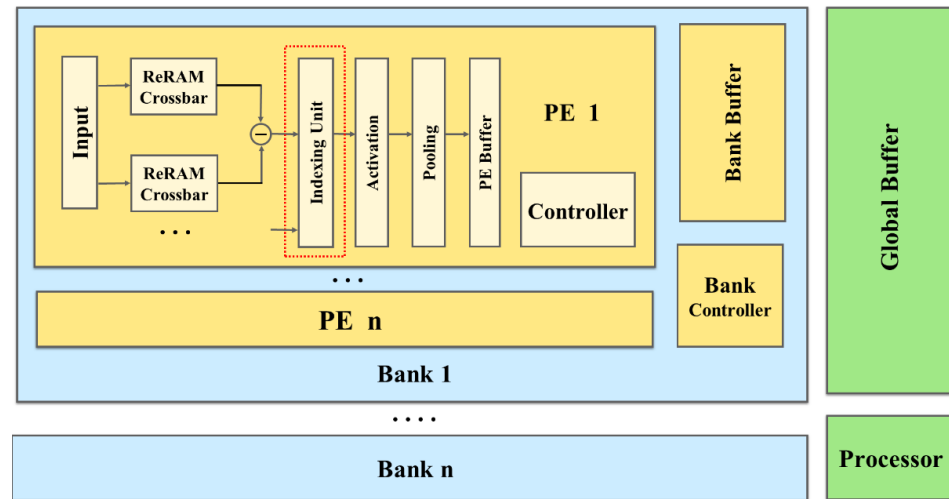 Input
ReRAM
Crossbar
ReRAM
Crossbar
. . .
Indexing Unit
Activation
Pooling
PE Buffer
PE 1
Controller
. . .
PE n
Bank 1
Bank Buffer
Bank
Controller
. . . .
Bank n
Global Buffer
Processor